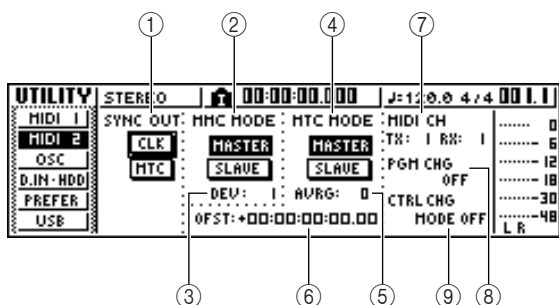 ① ② ④ ⑦
UTILITY STEREO 00:00:00.000 ♩=120.0 4/4 001.1
MIDI 1
MIDI 2
OSC
D.IN·HDD
PREFER
USB
SYNC OUT
CLK
MTC
MMC MODE
MASTER
SLAVE
DEV: 1
MTC MODE
MASTER
SLAVE
AVRG: 0
OFST:+00:00:00:00.00
MIDI CH
TX: 1 RX: 1
PGM CHG
OFF
CTRL CHG
MODE OFF
0
6
12
18
30
48
L R
③ ⑥ ⑤ ⑨ ⑧